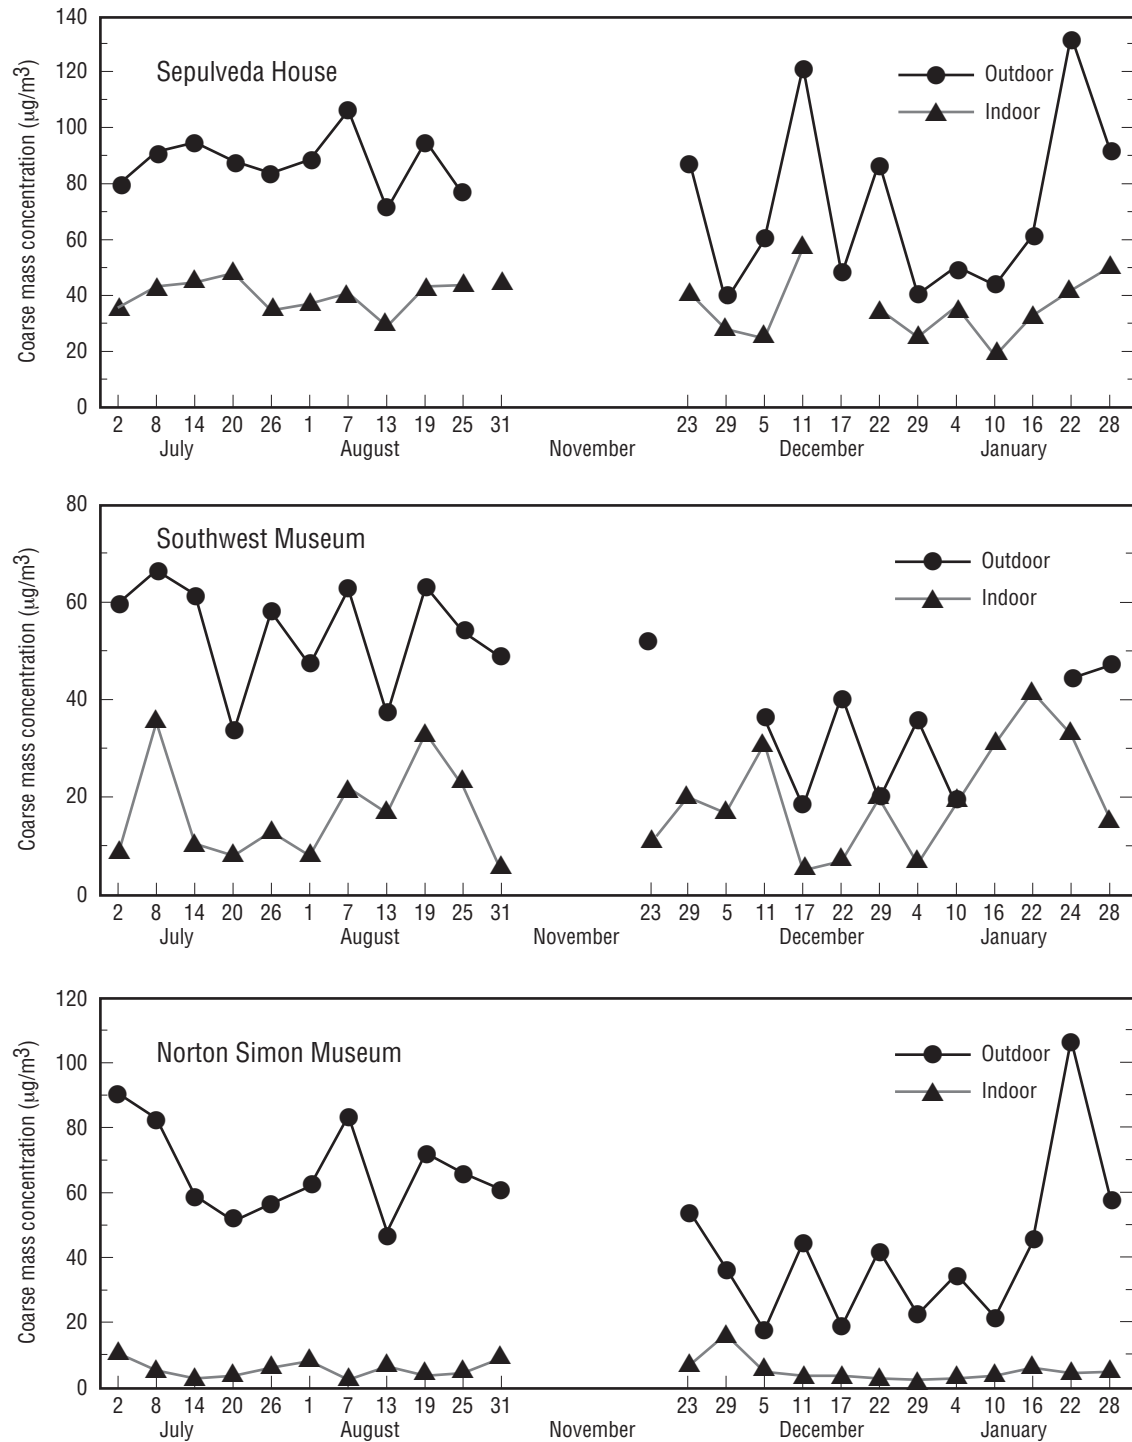 140
120
100
80
60
40
20
0
Coarse mass concentration (µg/m3)
Sepulveda House
Outdoor
Indoor
2 8 14 20 26 1 7 13 19 25 31 23 29 5 11 17 22 29 4 10 16 22 28
July August November December January
80
60
40
20
0
Coarse mass concentration (µg/m3)
Southwest Museum
Outdoor
Indoor
2 8 14 20 26 1 7 13 19 25 31 23 29 5 11 17 22 29 4 10 16 22 24 28
July August November December January
120
100
80
60
40
20
0
Coarse mass concentration (µg/m3)
Norton Simon Museum
Outdoor
Indoor
2 8 14 20 26 1 7 13 19 25 31 23 29 5 11 17 22 29 4 10 16 22 28
July August November December January